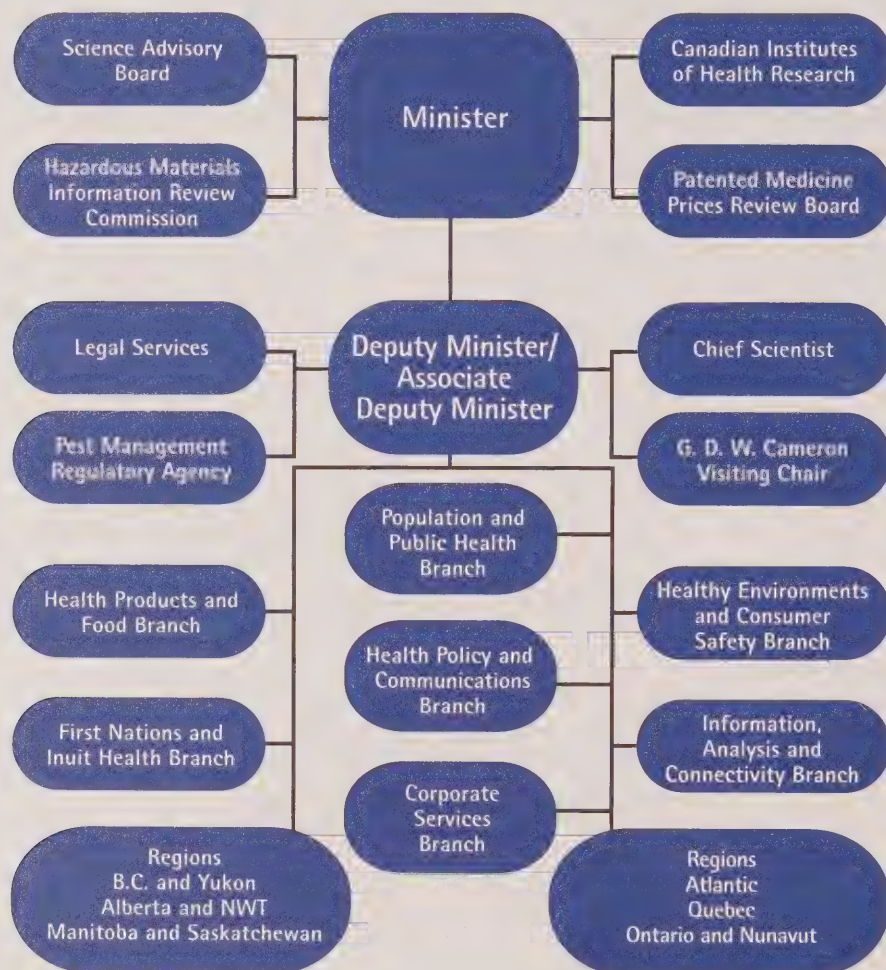 Science Advisory
Board
Minister
Canadian Institutes
of Health Research
Hazardous Materials
Information Review
Commission
Patented Medicine
Prices Review Board
Legal Services
Deputy Minister/
Associate
Deputy Minister
Chief Scientist
Pest Management
Regulatory Agency
G. D. W. Cameron
Visiting Chair
Population and
Public Health
Branch
Health Products and
Food Branch
Healthy Environments
and Consumer
Safety Branch
Health Policy and
Communications
Branch
First Nations and
Inuit Health Branch
Information,
Analysis and
Connectivity Branch
Corporate
Services
Branch
Regions
B.C. and Yukon
Alberta and NWT
Manitoba and Saskatchewan
Regions
Atlantic
Quebec
Ontario and Nunavut